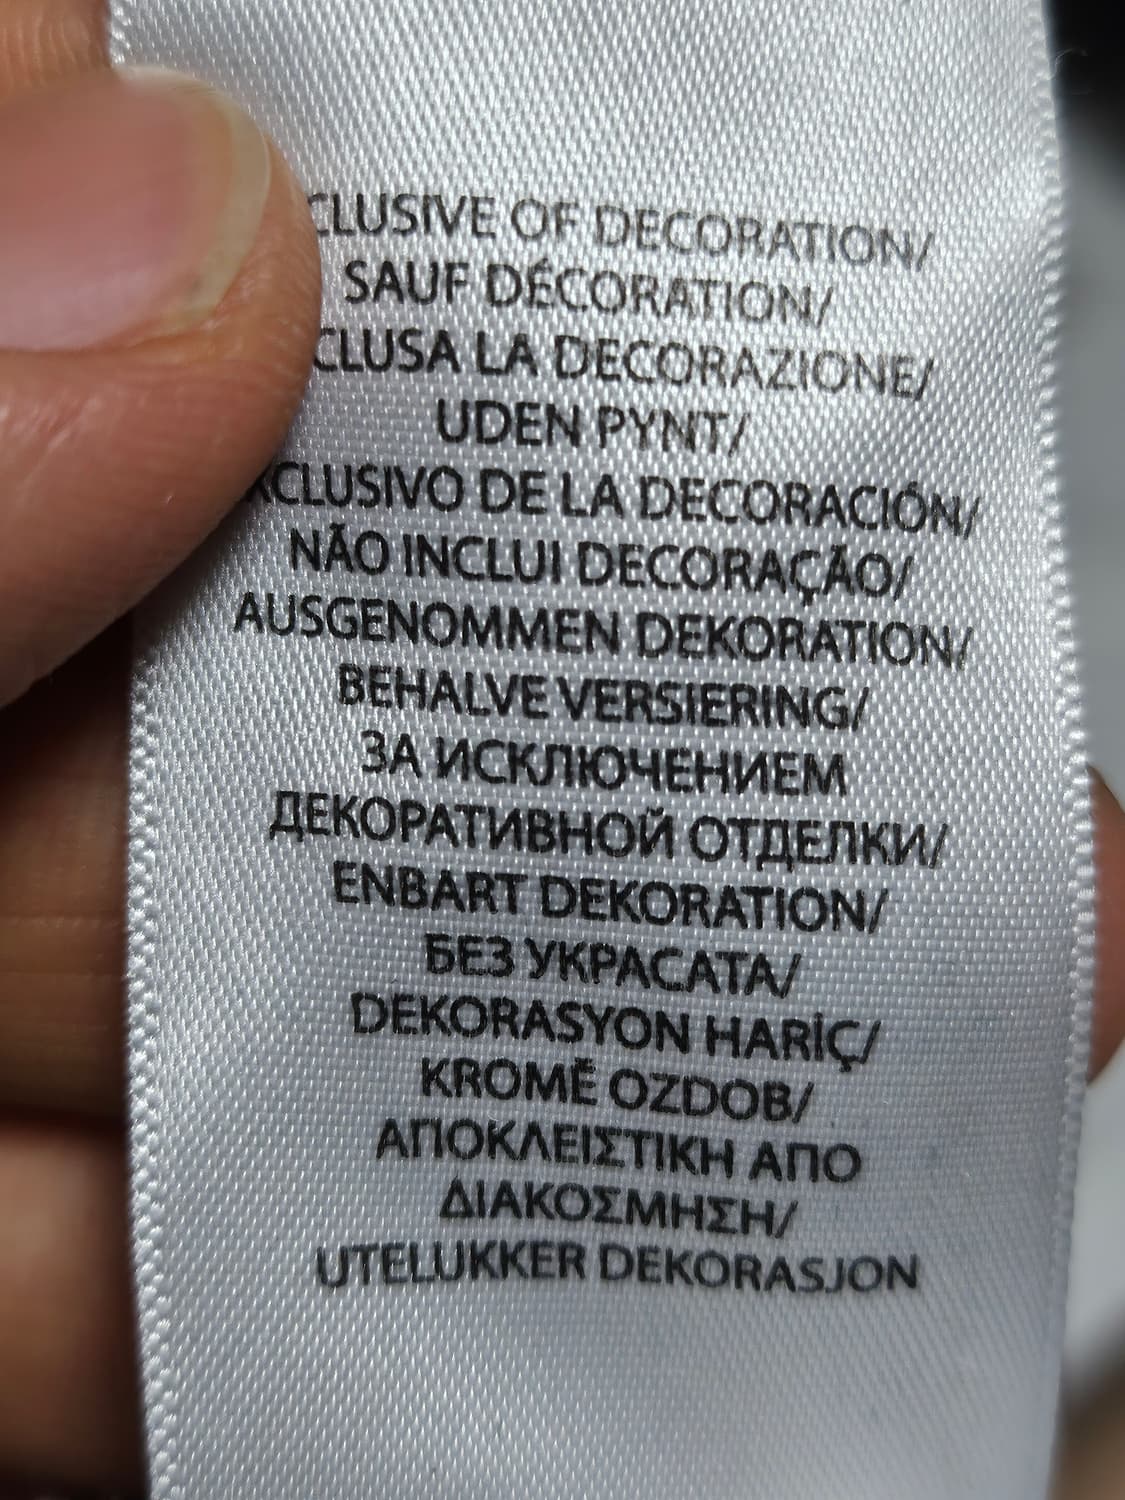 CLUSIVE OF DECORATION/
SAUF DÉCORATION/
CLUSA LA DECORAZIONE/
UDEN PYNT/
XCLUSIVO DE LA DECORACIÓN/
NÃO INCLUI DECORAÇÃO/
AUSGENOMMEN DEKORATION/
BEHALVE VERSIERING/
ЗА ИСКЛЮЧЕНИЕМ
ДЕКОРАТИВНОЙ ОТДЕЛКИ/
ENBART DEKORATION/
БЕЗ УКРАСАТА/
DEKORASYON HARİÇ/
KROMĚ OZDOB/
ΑΠΟΚΛΕΙΣΤΙΚΗ ΑΠΟ
ΔΙΑΚΟΣΜΗΣΗ/
UTELUKKER DEKORASJON